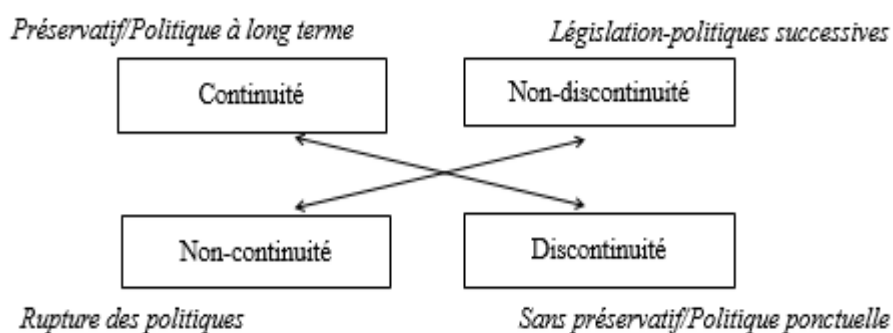 Préservatif/Politique à long terme
Législation-politiques successives
Continuité
Non-discontinuité
Non-continuité
Discontinuité
Rupture des politiques
Sans préservatif/Politique ponctuelle